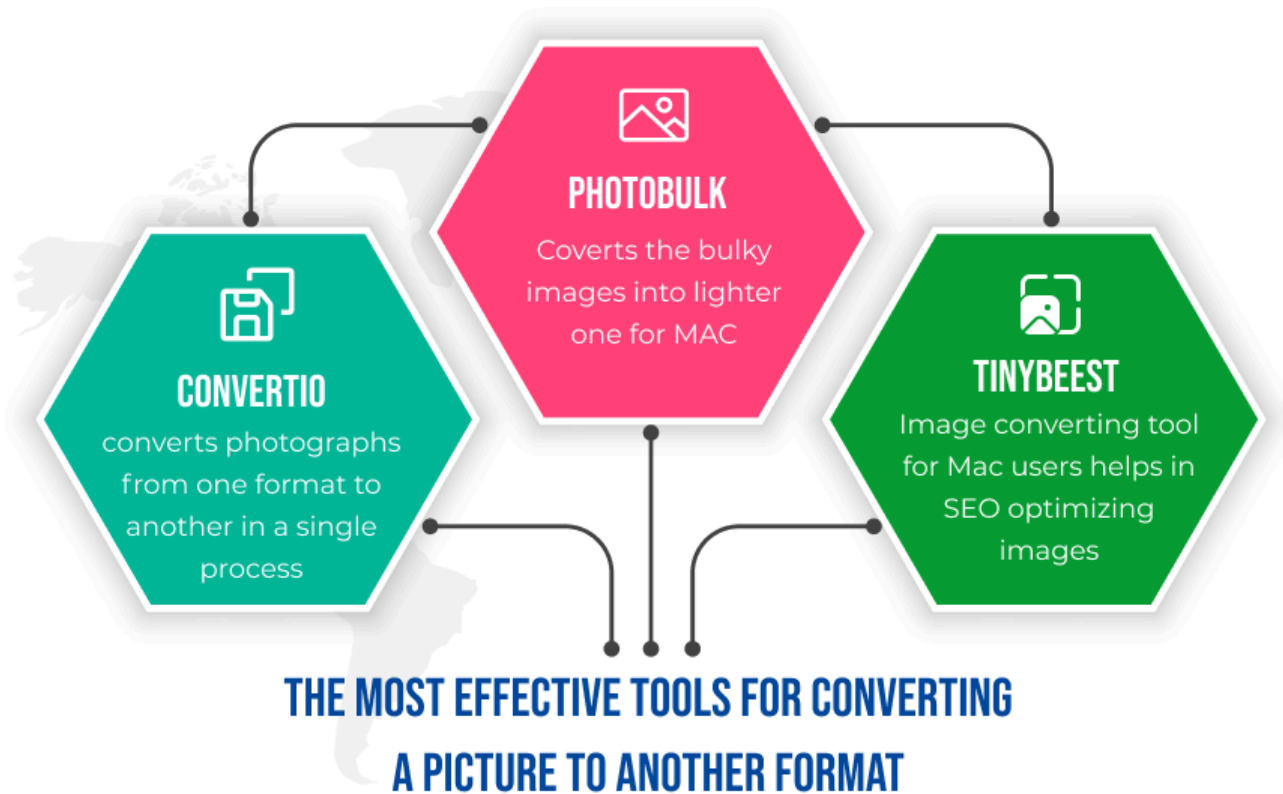 PHOTOBULK
Coverts the bulky
images into lighter
one for MAC
CONVERTIO
converts photographs
from one format to
another in a single
process
TINYBEEST
Image converting tool
for Mac users helps in
SEO optimizing
images
THE MOST EFFECTIVE TOOLS FOR CONVERTING
A PICTURE TO ANOTHER FORMAT